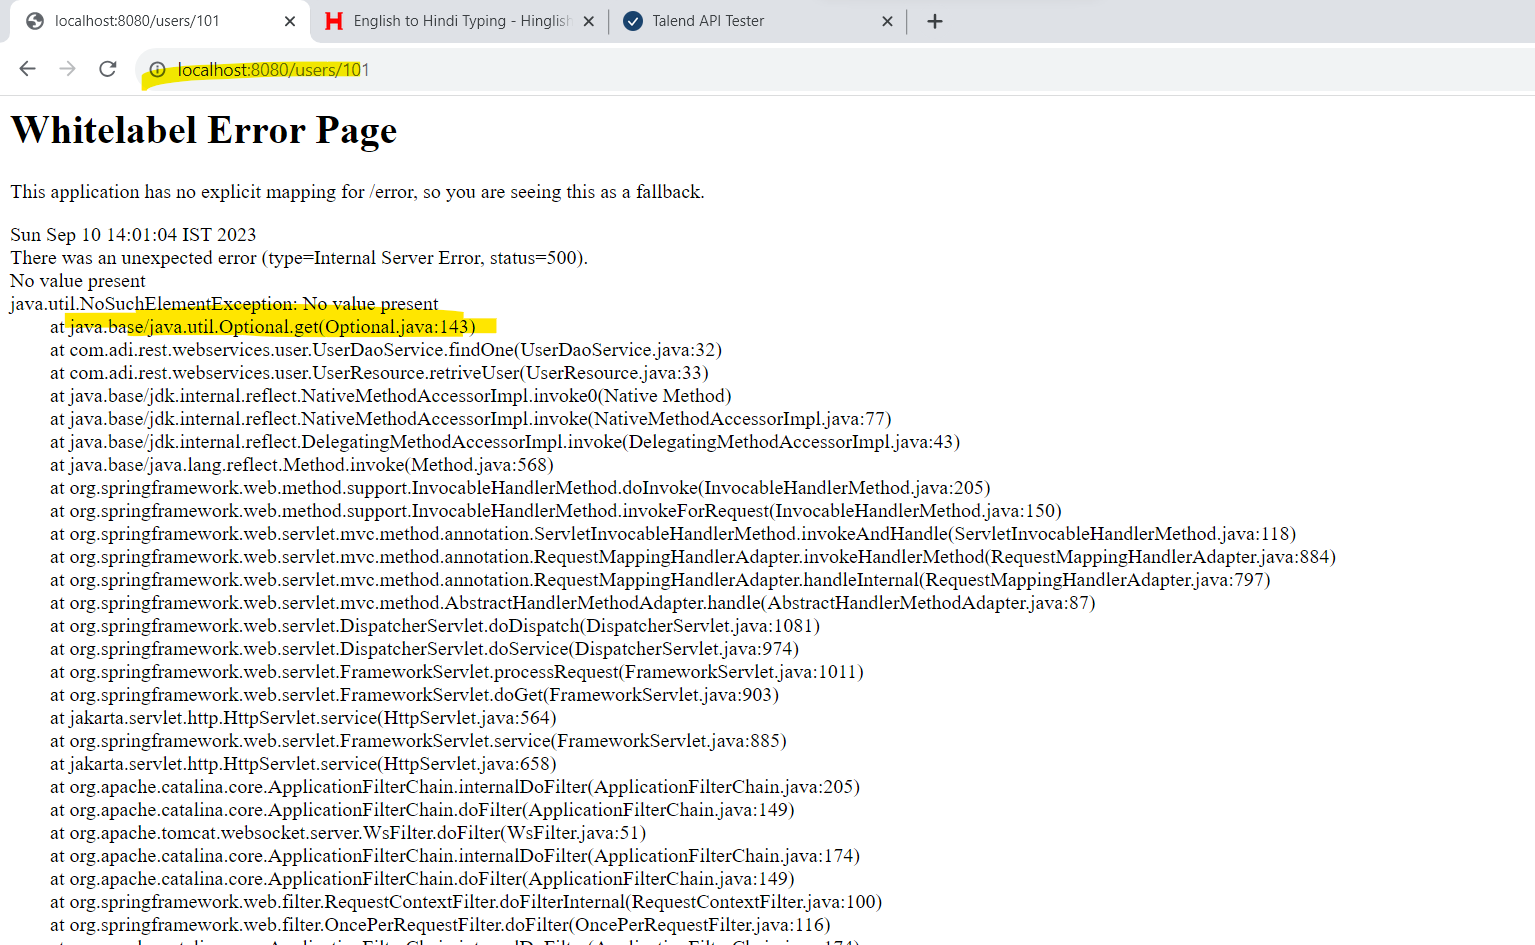 localhost:8080/users/101
English to Hindi Typing - Hinglish
Talend API Tester
localhost:8080/users/101
Whitelabel Error Page
This application has no explicit mapping for /error, so you are seeing this as a fallback.
Sun Sep 10 14:01:04 IST 2023
There was an unexpected error (type=Internal Server Error, status=500).
No value present
java.util.NoSuchElementException: No value present
at java.base/java.util.Optional.get(Optional.java:143)
at com.adi.rest.webservices.user.UserDaoService.findOne(UserDaoService.java:32)
at com.adi.rest.webservices.user.UserResource.retriveUser(UserResource.java:33)
at java.base/jdk.internal.reflect.NativeMethodAccessorImpl.invoke0(Native Method)
at java.base/jdk.internal.reflect.NativeMethodAccessorImpl.invoke(NativeMethodAccessorImpl.java:77)
at java.base/jdk.internal.reflect.DelegatingMethodAccessorImpl.invoke(DelegatingMethodAccessorImpl.java:43)
at java.base/java.lang.reflect.Method.invoke(Method.java:568)
at org.springframework.web.method.support.InvocableHandlerMethod.doInvoke(InvocableHandlerMethod.java:205)
at org.springframework.web.method.support.InvocableHandlerMethod.invokeForRequest(InvocableHandlerMethod.java:150)
at org.springframework.web.servlet.mvc.method.annotation.ServletInvocableHandlerMethod.invokeAndHandle(ServletInvocableHandlerMethod.java:118)
at org.springframework.web.servlet.mvc.method.annotation.RequestMappingHandlerAdapter.invokeHandlerMethod(RequestMappingHandlerAdapter.java:884)
at org.springframework.web.servlet.mvc.method.annotation.RequestMappingHandlerAdapter.handleInternal(RequestMappingHandlerAdapter.java:797)
at org.springframework.web.servlet.mvc.method.AbstractHandlerMethodAdapter.handle(AbstractHandlerMethodAdapter.java:87)
at org.springframework.web.servlet.DispatcherServlet.doDispatch(DispatcherServlet.java:1081)
at org.springframework.web.servlet.DispatcherServlet.doService(DispatcherServlet.java:974)
at org.springframework.web.servlet.FrameworkServlet.processRequest(FrameworkServlet.java:1011)
at org.springframework.web.servlet.FrameworkServlet.doGet(FrameworkServlet.java:903)
at jakarta.servlet.http.HttpServlet.service(HttpServlet.java:564)
at org.springframework.web.servlet.FrameworkServlet.service(FrameworkServlet.java:885)
at jakarta.servlet.http.HttpServlet.service(HttpServlet.java:658)
at org.apache.catalina.core.ApplicationFilterChain.internalDoFilter(ApplicationFilterChain.java:205)
at org.apache.catalina.core.ApplicationFilterChain.doFilter(ApplicationFilterChain.java:149)
at org.apache.tomcat.websocket.server.WsFilter.doFilter(WsFilter.java:51)
at org.apache.catalina.core.ApplicationFilterChain.internalDoFilter(ApplicationFilterChain.java:174)
at org.apache.catalina.core.ApplicationFilterChain.doFilter(ApplicationFilterChain.java:149)
at org.springframework.web.filter.RequestContextFilter.doFilterInternal(RequestContextFilter.java:100)
at org.springframework.web.filter.OncePerRequestFilter.doFilter(OncePerRequestFilter.java:116)